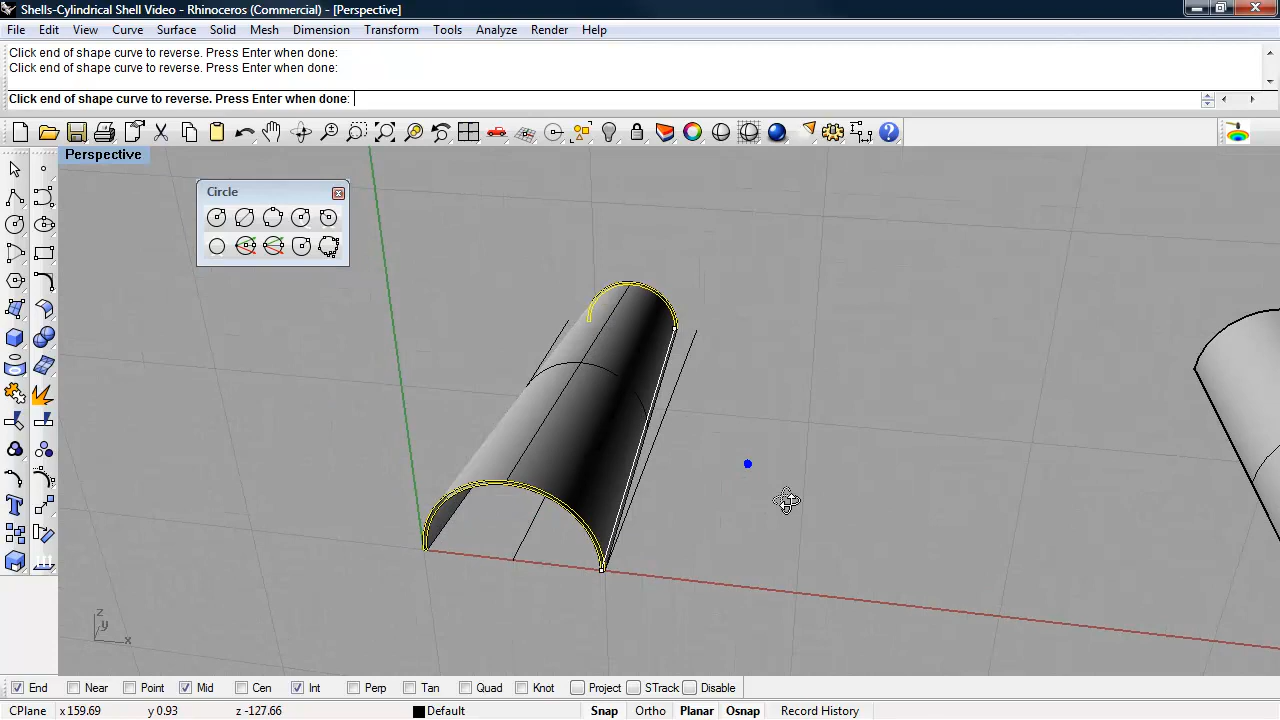 Shells-Cylindrical Shell Video - Rhinoceros (Commercial) - [Perspective]
File Edit View Curve Surface Solid Mesh Dimension Transform Tools Analyze Render Help
Click end of shape curve to reverse. Press Enter when done:
Click end of shape curve to reverse. Press Enter when done:
Click end of shape curve to reverse. Press Enter when done:
Perspective
Circle
z
y
x
End Near Point Mid Cen Int Perp Tan Quad Knot Project STrack Disable
CPlane x 159.69 y 0.93 z -127.66 Default Snap Ortho Planar Osnap Record History